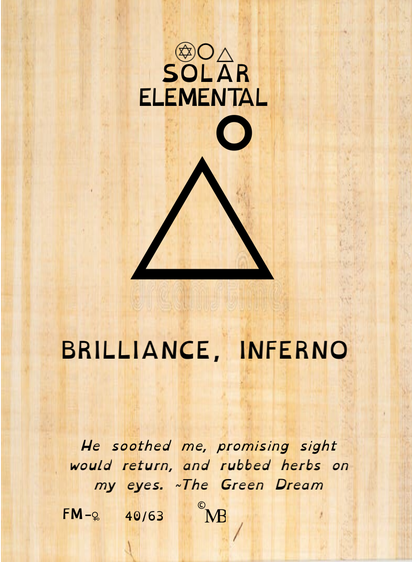 SOLAR
ELEMENTAL
BRILLIANCE, INFERNO
He soothed me, promising sight
would return, and rubbed herbs on
my eyes. ~The Green Dream
FM-♀ 40/63 © MB